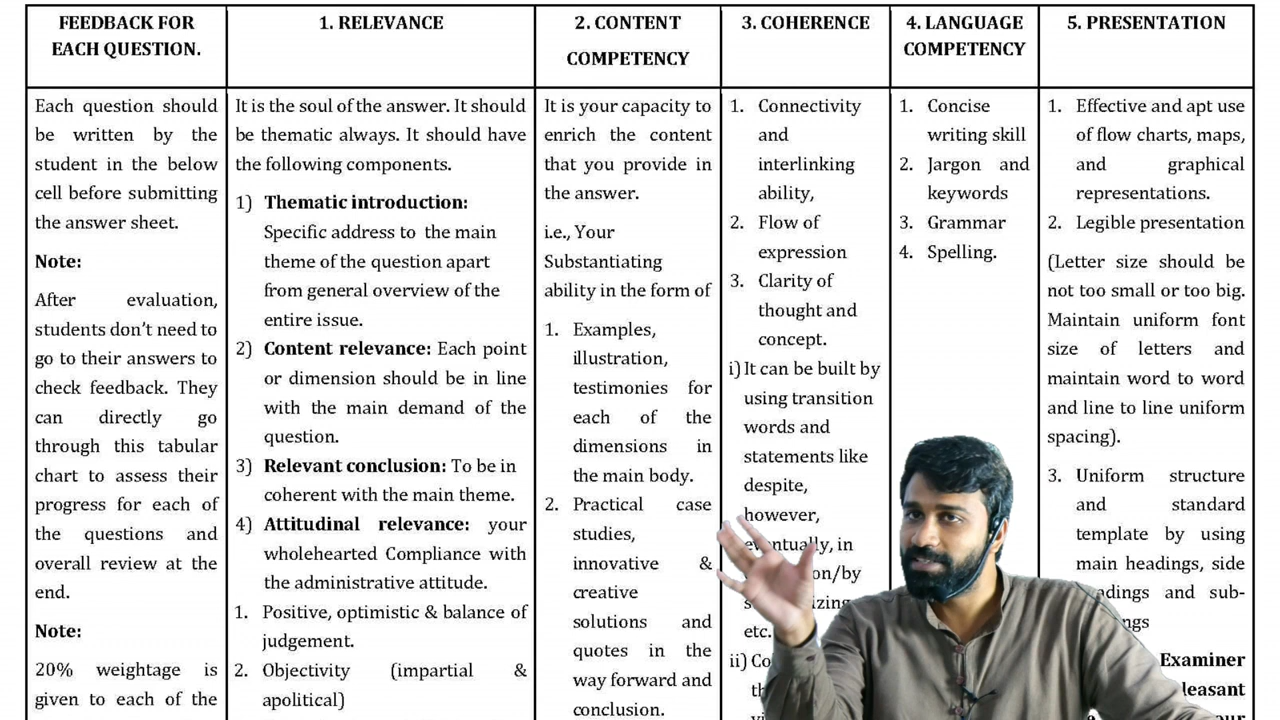 FEEDBACK FOR
EACH QUESTION.
Each question should
be written by the
student in the below
cell before submitting
the answer sheet.
Note:
After evaluation,
students don't need to
go to their answers to
check feedback. They
can directly go
through this tabular
chart to assess their
progress for each of
the questions and
overall review at the
end.
Note:
20% weightage is
given to each of the
1. RELEVANCE
It is the soul of the answer. It should
be thematic always. It should have
the following components.
1) Thematic introduction:
Specific address to the main
theme of the question apart
from general overview of the
entire issue.
2) Content relevance: Each point
or dimension should be in line
with the main demand of the
question.
3) Relevant conclusion: To be in
coherent with the main theme.
4) Attitudinal relevance: your
wholehearted Compliance with
the administrative attitude.
1. Positive, optimistic & balance of
judgement.
2. Objectivity (impartial &
apolitical)
2. CONTENT
COMPETENCY
It is your capacity to
enrich the content
that you provide in
the answer.
i.e., Your
Substantiating
ability in the form of
1. Examples,
illustration,
testimonies for
each of the
dimensions in
the main body.
2. Practical case
studies,
innovative &
creative
solutions and
quotes in the
way forward and
conclusion.
3. COHERENCE
1. Connectivity
and
interlinking
ability,
2. Flow of
expression
3. Clarity of
thought and
concept.
i) It can be built by
using transition
words and
statements like
despite,
however,
eventually, in
etc.
ii)
4. LANGUAGE
COMPETENCY
1. Concise
writing skill
2. Jargon and
keywords
3. Grammar
4. Spelling.
5. PRESENTATION
1. Effective and apt use
of flow charts, maps,
and graphical
representations.
2. Legible presentation
(Letter size should be
not too small or too big.
Maintain uniform font
size of letters and
maintain word to word
and line to line uniform
spacing).
3. Uniform structure
and standard
template by using
main headings, side
and sub-
Examiner